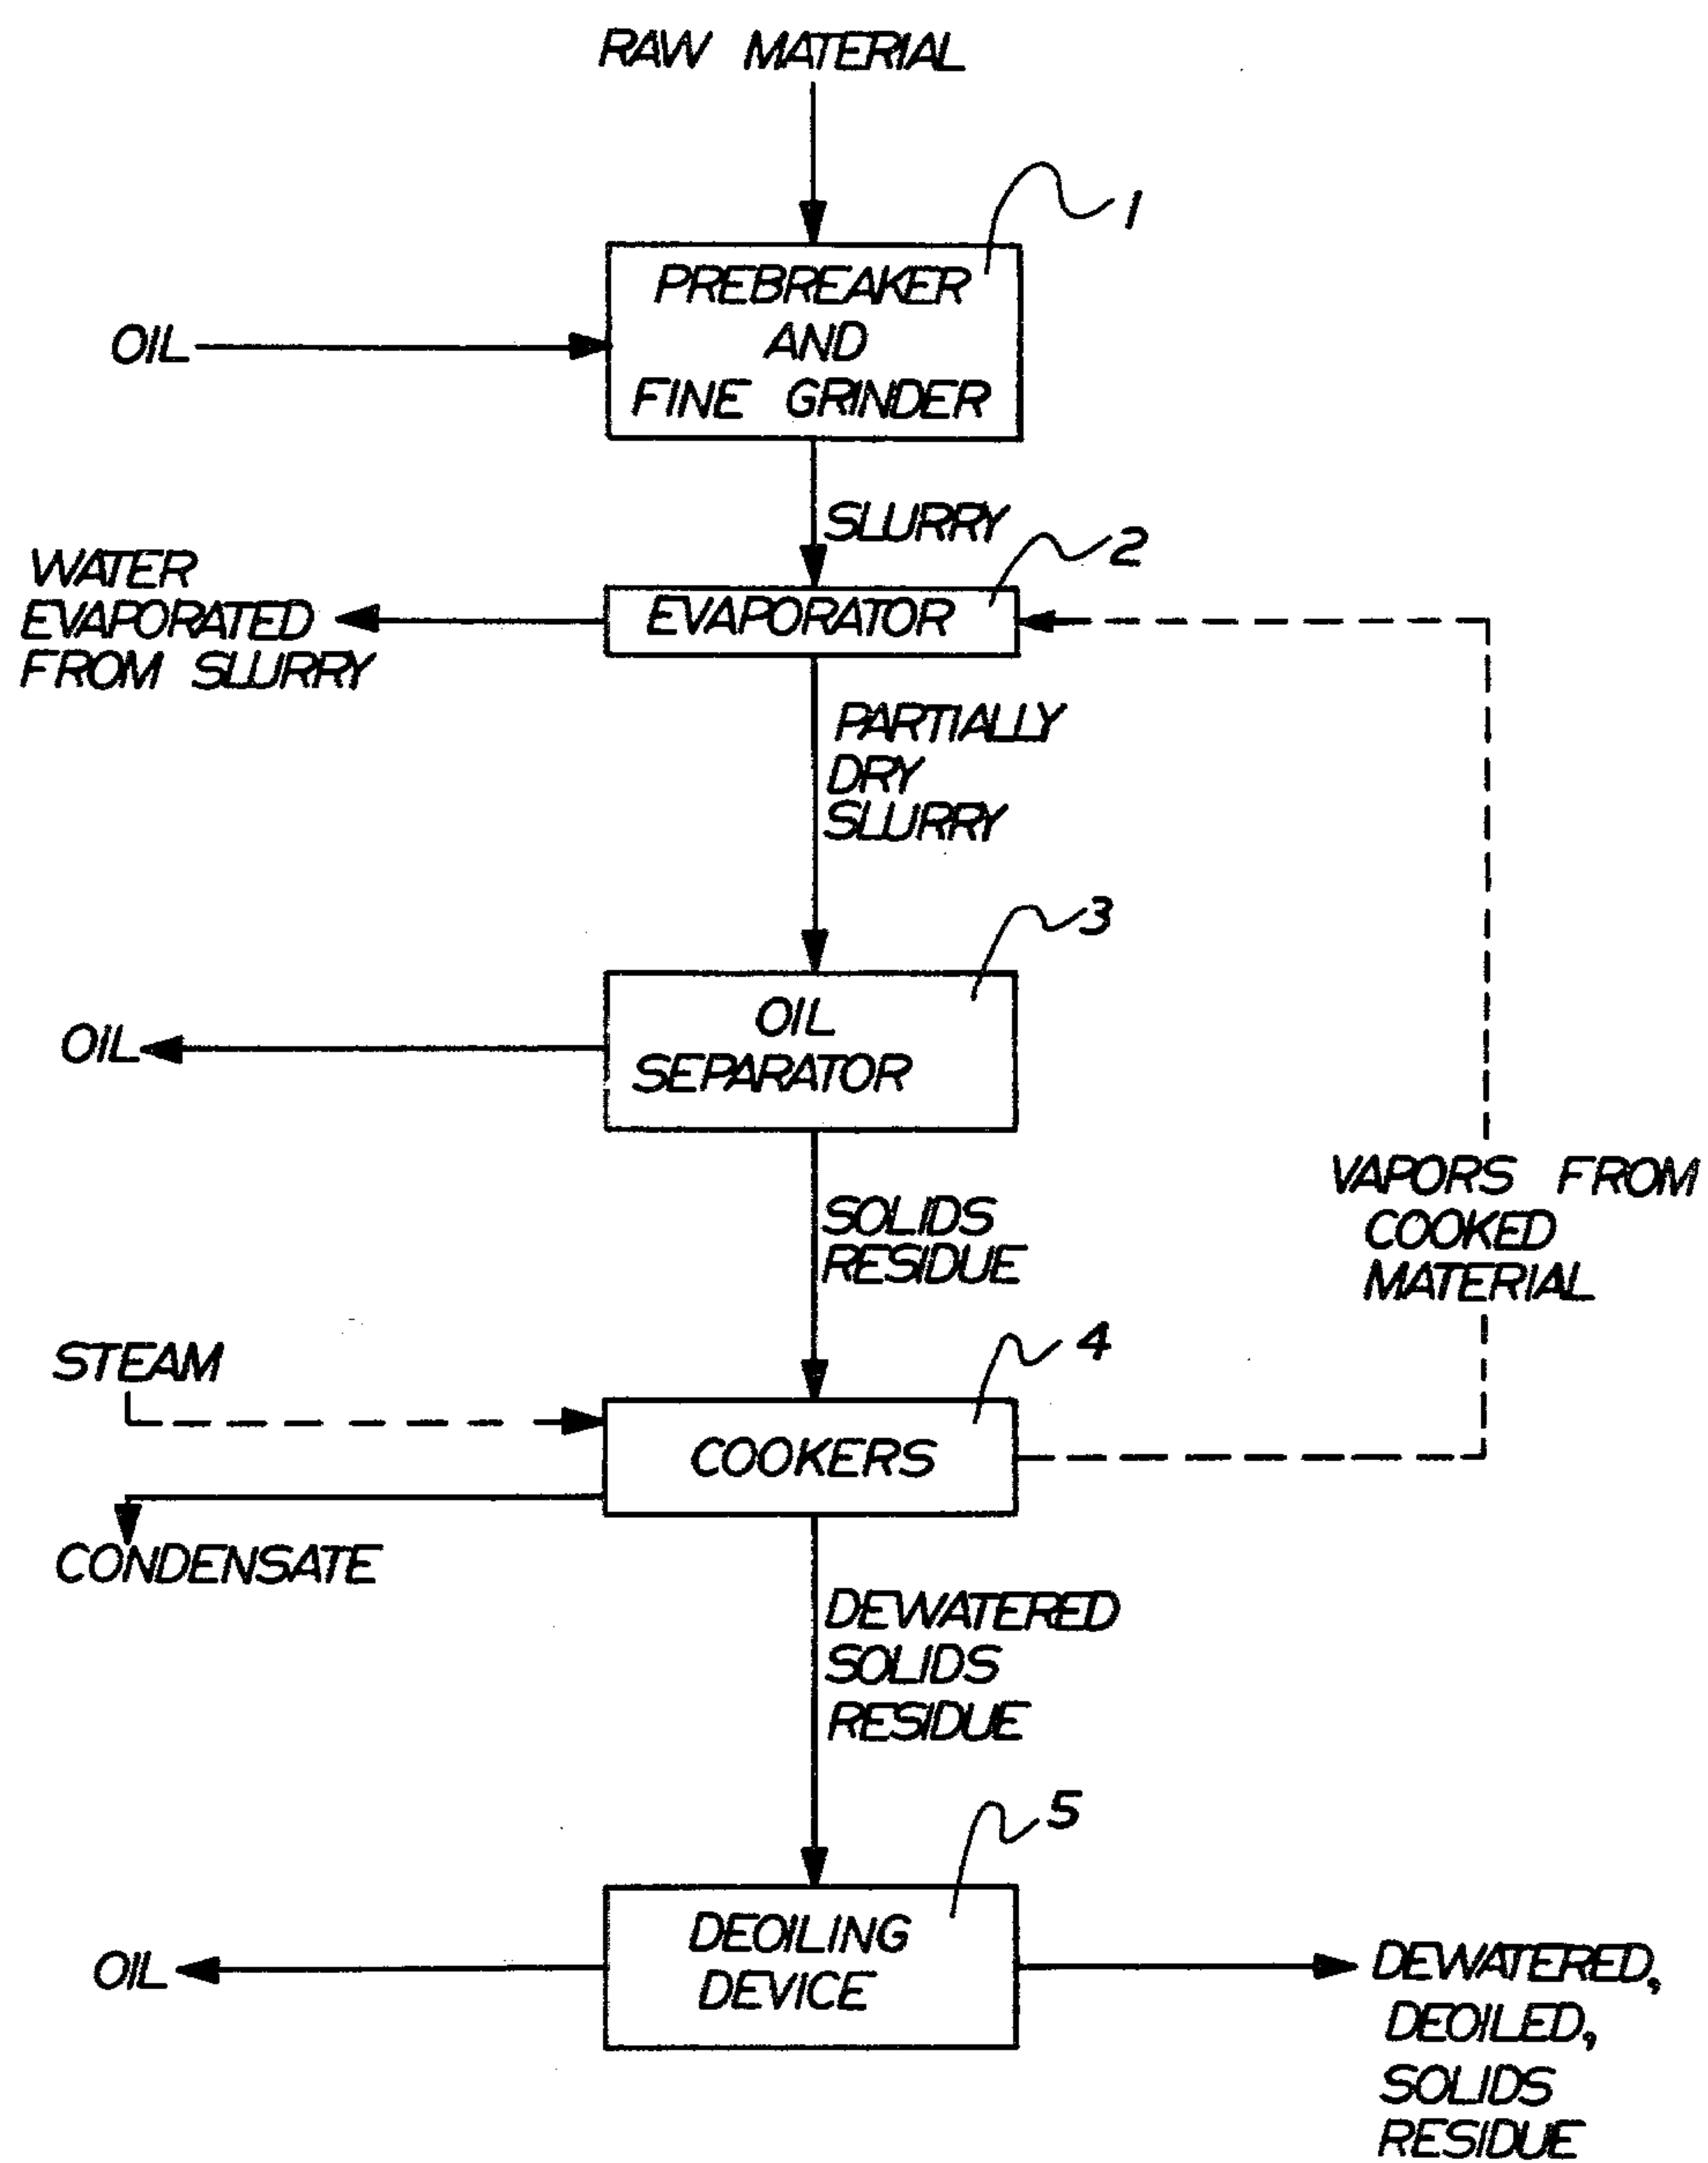 RAW MATERIAL
1
PREBREAKER
AND
FINE GRINDER
OIL
SLURRY
2
WATER
EVAPORATED
FROM SLURRY
EVAPORATOR
PARTIALLY
DRY
SLURRY
3
OIL
SEPARATOR
OIL
VAPORS FROM
COOKED
MATERIAL
SOLIDS
RESIDUE
STEAM
4
COOKERS
CONDENSATE
DEWATERED
SOLIDS
RESIDUE
5
DEOILING
DEVICE
OIL
DEWATERED,
DEOILED,
SOLIDS
RESIDUE